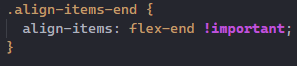 .align-items-end {
  align-items: flex-end !important;
}